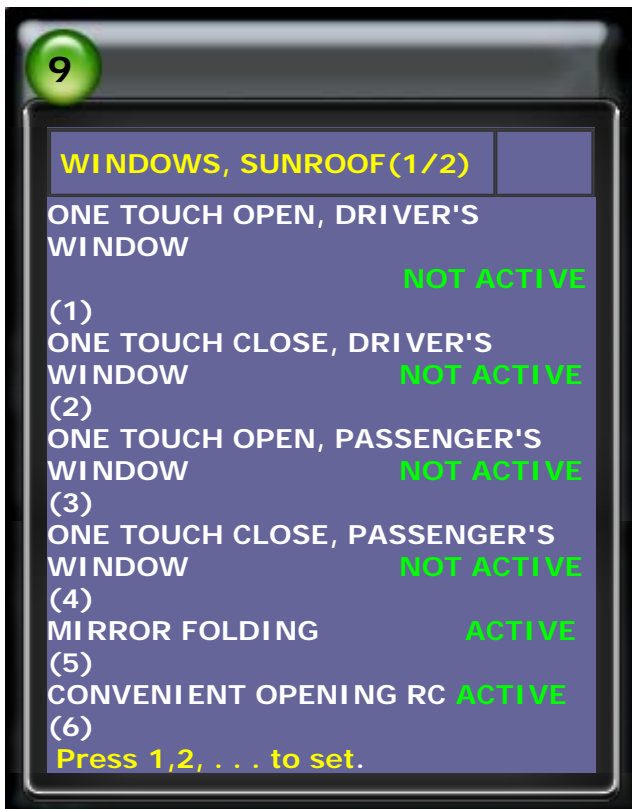 9
WINDOWS, SUNROOF(1/2)
ONE TOUCH OPEN, DRIVER'S
WINDOW
NOT ACTIVE
(1)
ONE TOUCH CLOSE, DRIVER'S
WINDOW NOT ACTIVE
(2)
ONE TOUCH OPEN, PASSENGER'S
WINDOW NOT ACTIVE
(3)
ONE TOUCH CLOSE, PASSENGER'S
WINDOW NOT ACTIVE
(4)
MIRROR FOLDING ACTIVE
(5)
CONVENIENT OPENING RC ACTIVE
(6)
Press 1,2, . . . to set.